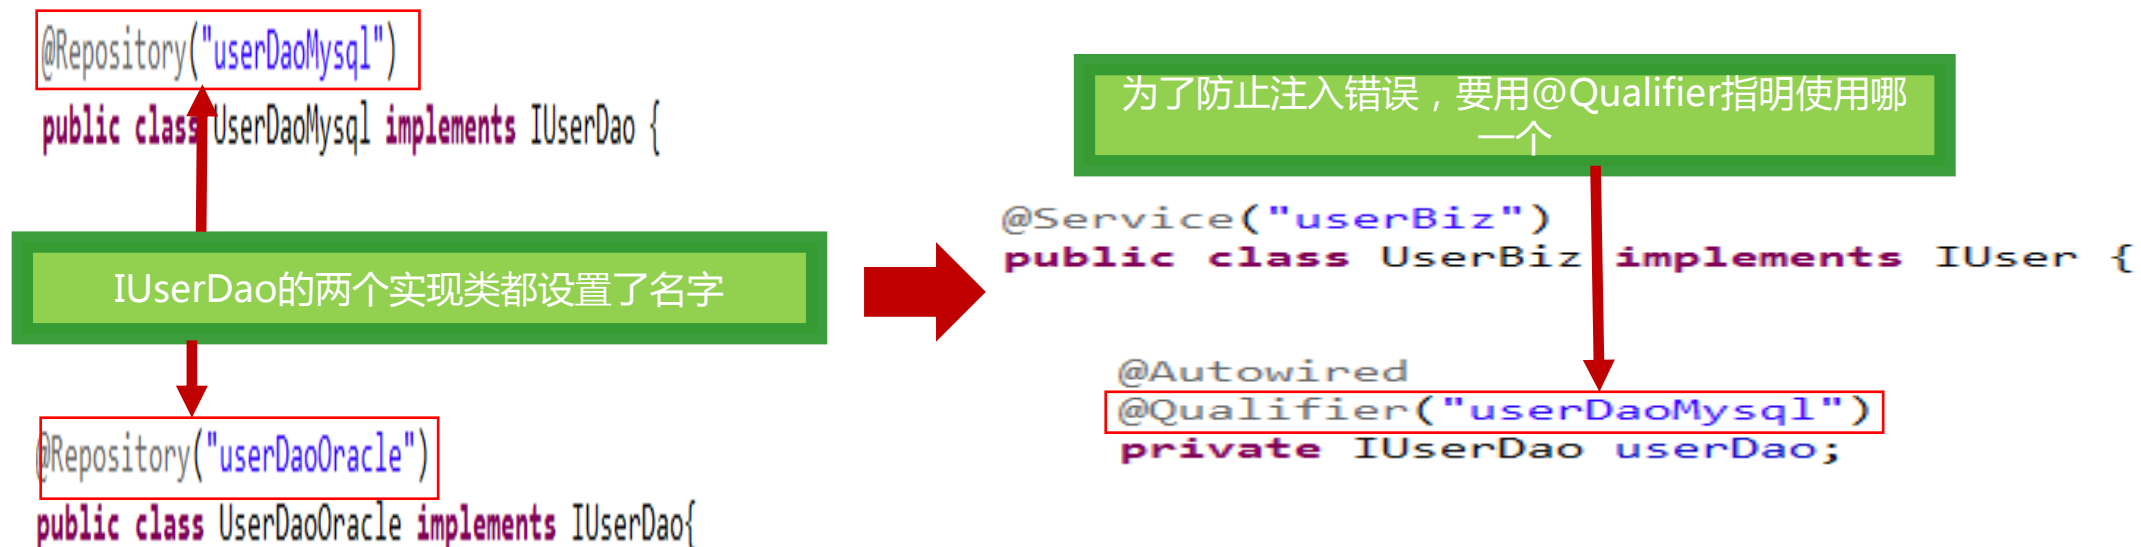 @Repository("userDaoMysql")
public class UserDaoMysql implements IUserDao {
IUserDao的两个实现类都设置了名字
@Repository("userDaoOracle")
public class UserDaoOracle implements IUserDao{
为了防止注入错误，要用@Qualifier指明使用哪
一个
@Service("userBiz")
public class UserBiz implements IUser {
@Autowired
@Qualifier("userDaoMysql")
private IUserDao userDao;